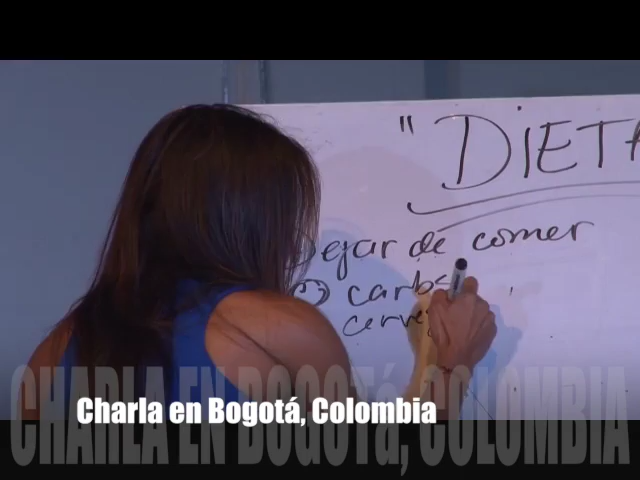 " DIETA
Dejar de comer
carbs
Charla en Bogotá, Colombia
CHARLA EN BOGOTá, COLOMBIA